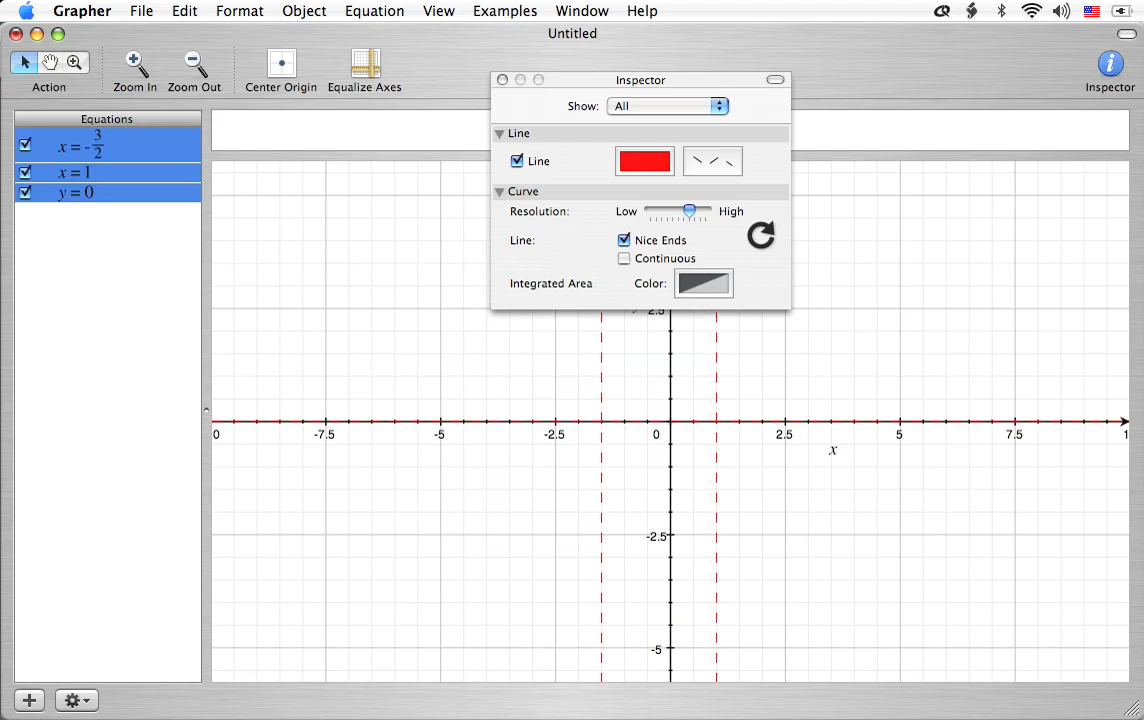 Grapher File Edit Format Object Equation View Examples Window Help
Untitled
Action Zoom In Zoom Out Center Origin Equalize Axes Inspector
Inspector
Show: All
Line
Line
Curve
Resolution: Low High
Line: Nice Ends
Continuous
Integrated Area Color:
Equations
x = -3/2
x = 1
y = 0
2.5
0 -7.5 -5 -2.5 0 2.5 5 7.5 1
x
-2.5
-5